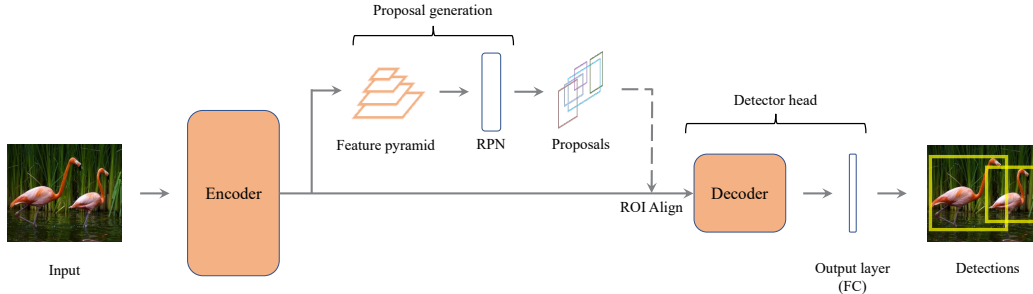 Proposal generation
Feature pyramid
RPN
Proposals
Detector head
Encoder
Decoder
ROI Align
Input
Output layer
(FC)
Detections